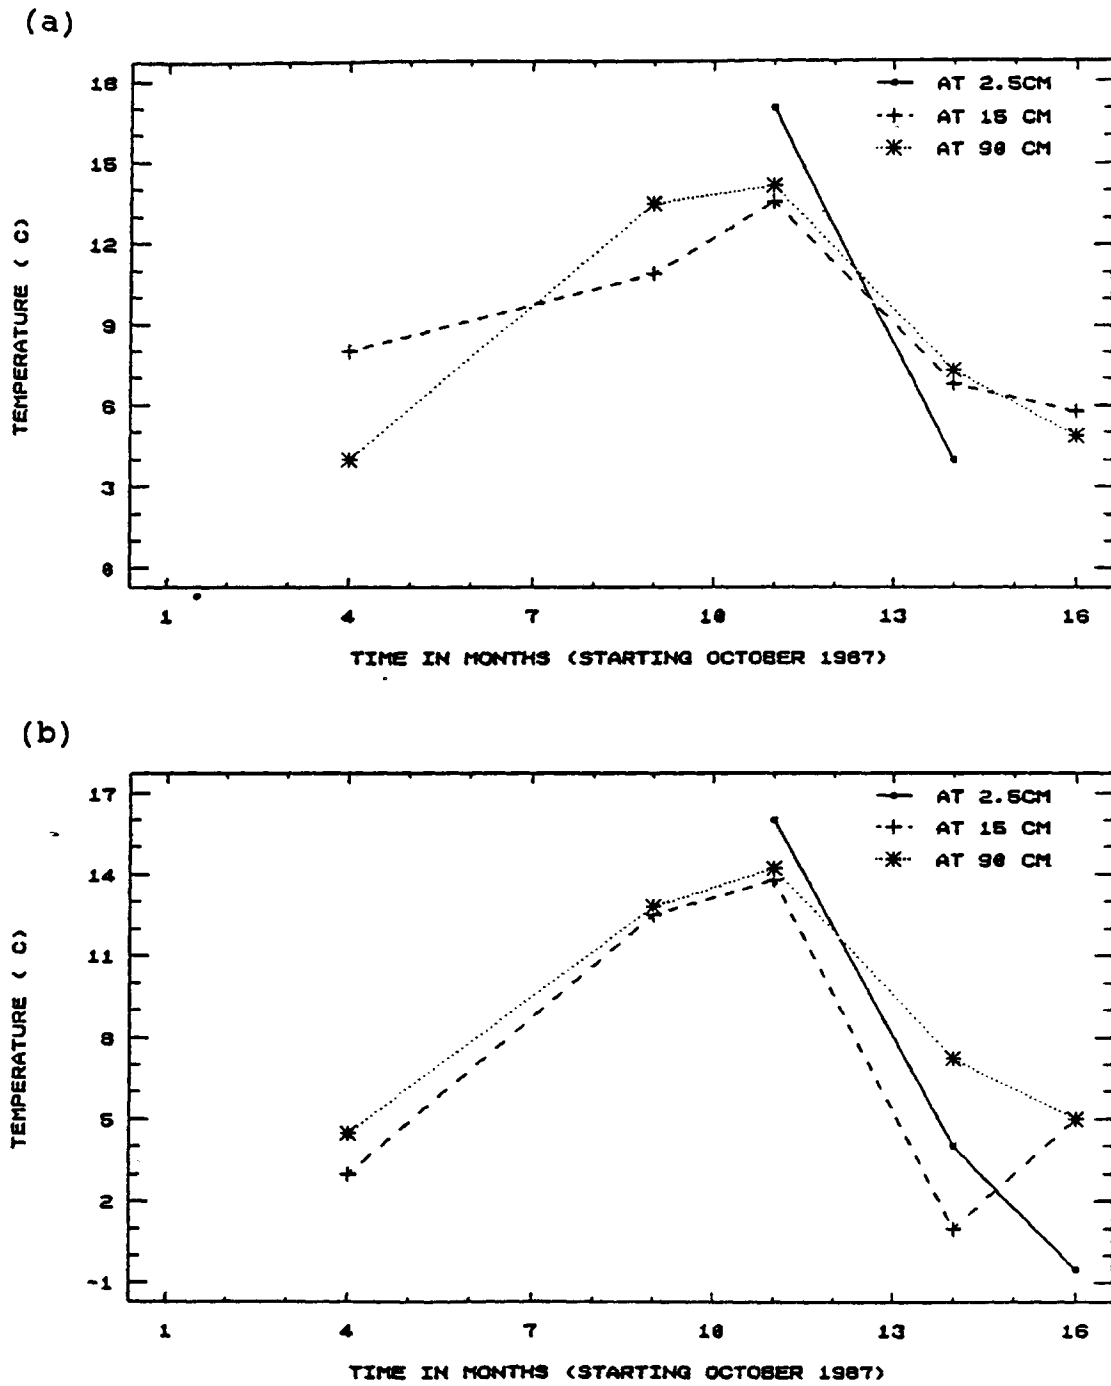 (a)
18
15
12
9
6
3
0
TEMPERATURE ( C)
AT 2.5CM
AT 15 CM
AT 90 CM
1 4 7 10 13 16
TIME IN MONTHS (STARTING OCTOBER 1987)
(b)
17
14
11
8
5
2
-1
TEMPERATURE ( C)
AT 2.5CM
AT 15 CM
AT 90 CM
1 4 7 10 13 16
TIME IN MONTHS (STARTING OCTOBER 1987)